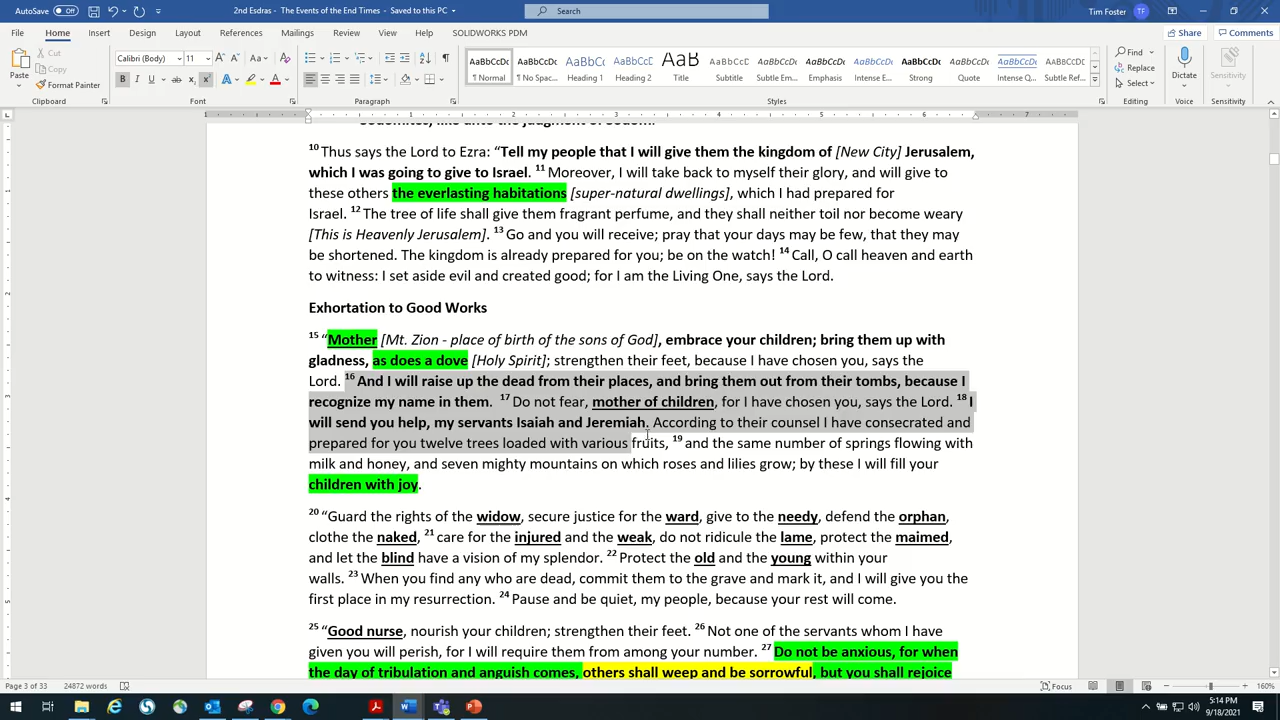 AutoSave On 2nd Esdras - The End Times of Events - Saved to this PC Search Tim Foster TF
File Home Insert Design Layout References Mailings Review View Help SOLIDWORKS PDM Share Comments
Paste Cut Copy Format Painter
Calibri (Body) 11
AaBbCcDc AaBbCcDc AaBbC AaBbCc AaB AaBbCcD AaBbCcDc AaBbCcDc AaBbCcDc AaBbCcDc AaBbCcDc AaBbCcDc AaBbCcDc
¶ Normal ¶ No Spac... Heading 1 Heading 2 Title Subtitle Subtle Em... Emphasis Intense E... Strong Quote Intense Q... Subtle Ref...
Find Replace Select Dictate Sensitivity
Clipboard Font Paragraph Styles Editing Voice Sensitivity
10 Thus says the Lord to Ezra: “Tell my people that I will give them the kingdom of [New City] Jerusalem,
which I was going to give to Israel. 11 Moreover, I will take back to myself their glory, and will give to
these others the everlasting habitations [super-natural dwellings], which I had prepared for
Israel. 12 The tree of life shall give them fragrant perfume, and they shall neither toil nor become weary
[This is Heavenly Jerusalem]. 13 Go and you will receive; pray that your days may be few, that they may
be shortened. The kingdom is already prepared for you; be on the watch! 14 Call, O call heaven and earth
to witness: I set aside evil and created good; for I am the Living One, says the Lord.
Exhortation to Good Works
15 “Mother [Mt. Zion - place of birth of the sons of God], embrace your children; bring them up with
gladness, as does a dove [Holy Spirit]; strengthen their feet, because I have chosen you, says the
Lord. 16 And I will raise up the dead from their places, and bring them out from their tombs, because I
recognize my name in them. 17 Do not fear, mother of children, for I have chosen you, says the Lord. 18 I
will send you help, my servants Isaiah and Jeremiah. According to their counsel I have consecrated and
prepared for you twelve trees loaded with various fruits, 19 and the same number of springs flowing with
milk and honey, and seven mighty mountains on which roses and lilies grow; by these I will fill your
children with joy.
20 “Guard the rights of the widow, secure justice for the ward, give to the needy, defend the orphan,
clothe the naked, 21 care for the injured and the weak, do not ridicule the lame, protect the maimed,
and let the blind have a vision of my splendor. 22 Protect the old and the young within your
walls. 23 When you find any who are dead, commit them to the grave and mark it, and I will give you the
first place in my resurrection. 24 Pause and be quiet, my people, because your rest will come.
25 “Good nurse, nourish your children; strengthen their feet. 26 Not one of the servants whom I have
given you will perish, for I will require them from among your number. 27 Do not be anxious, for when
the day of tribulation and anguish comes, others shall weep and be sorrowful, but you shall rejoice
Page 3 of 33 24872 words Focus 160%
5:14 PM
9/18/2021